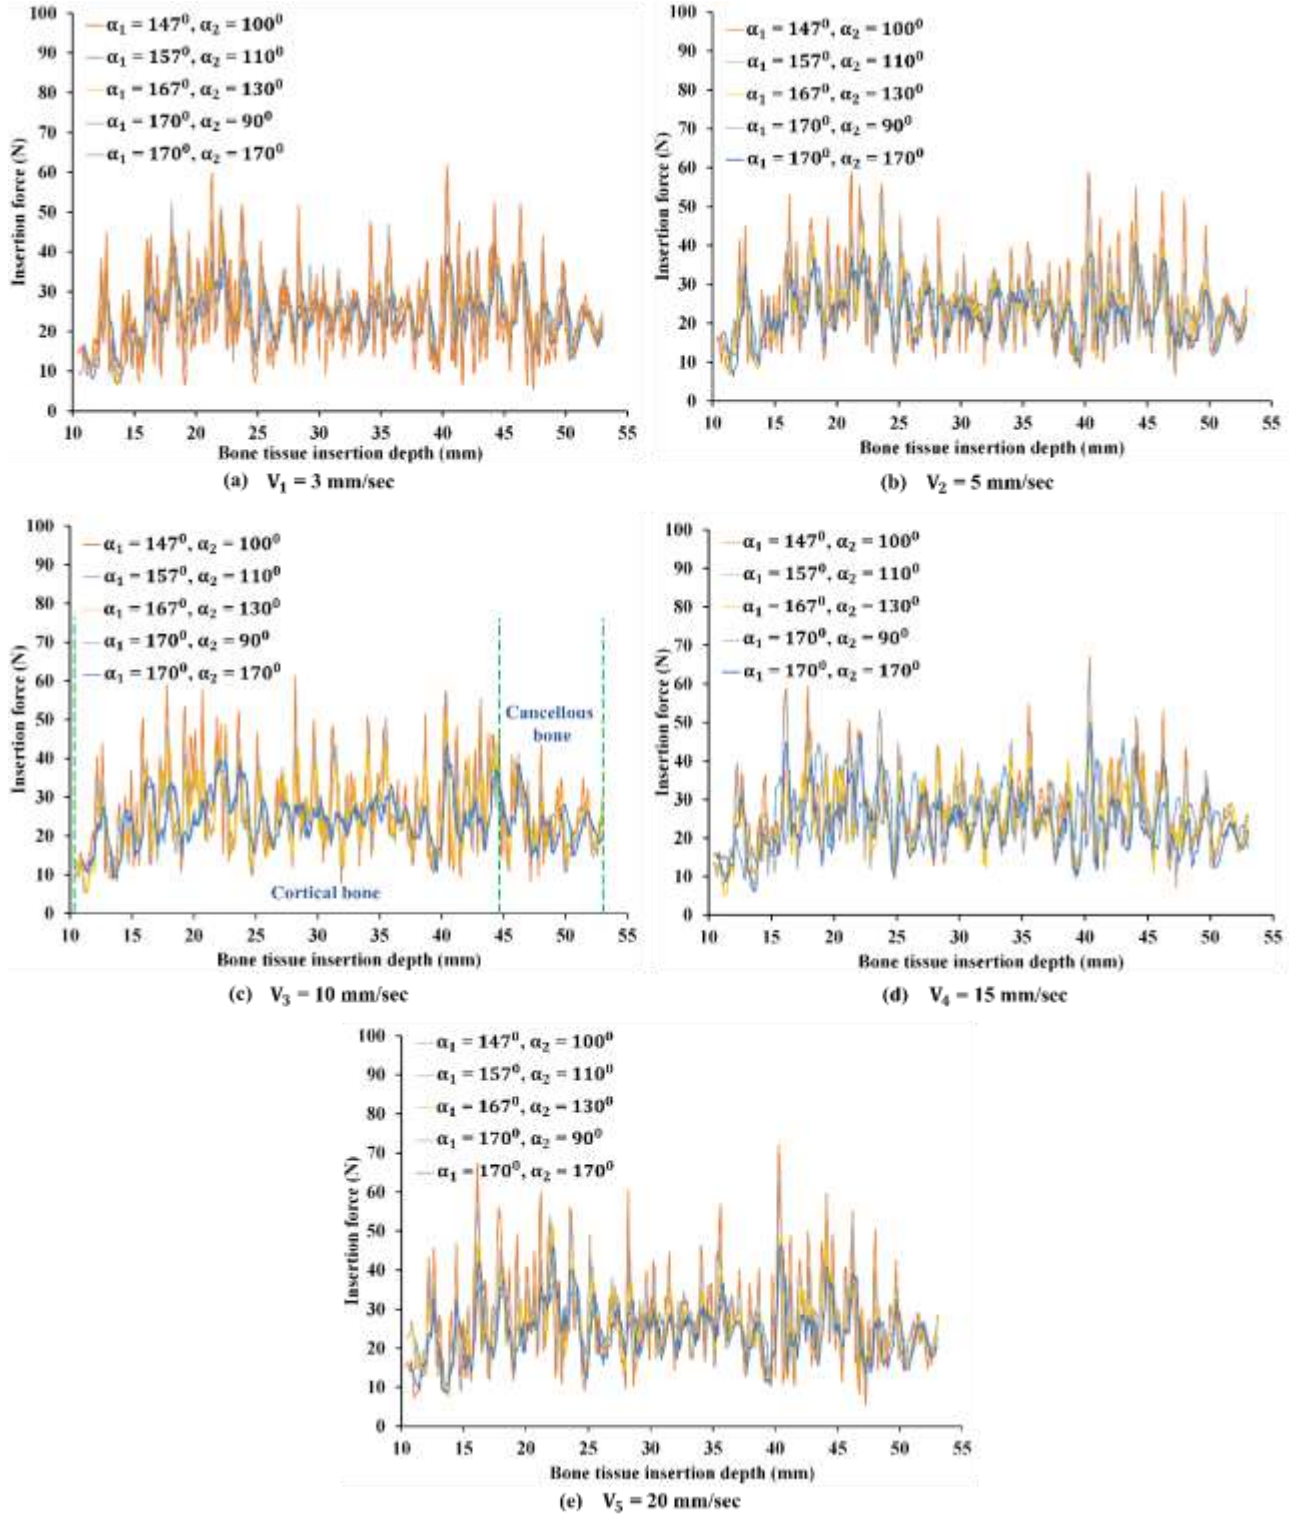 α₁ = 147⁰, α₂ = 100⁰
α₁ = 157⁰, α₂ = 110⁰
α₁ = 167⁰, α₂ = 130⁰
α₁ = 170⁰, α₂ = 90⁰
α₁ = 170⁰, α₂ = 170⁰
Insertion force (N)
100
90
80
70
60
50
40
30
20
10
0
10 15 20 25 30 35 40 45 50 55
Bone tissue insertion depth (mm)
(a) V₁ = 3 mm/sec
α₁ = 147⁰, α₂ = 100⁰
α₁ = 157⁰, α₂ = 110⁰
α₁ = 167⁰, α₂ = 130⁰
α₁ = 170⁰, α₂ = 90⁰
α₁ = 170⁰, α₂ = 170⁰
Insertion force (N)
100
90
80
70
60
50
40
30
20
10
0
10 15 20 25 30 35 40 45 50 55
Bone tissue insertion depth (mm)
(b) V₂ = 5 mm/sec
α₁ = 147⁰, α₂ = 100⁰
α₁ = 157⁰, α₂ = 110⁰
α₁ = 167⁰, α₂ = 130⁰
α₁ = 170⁰, α₂ = 90⁰
α₁ = 170⁰, α₂ = 170⁰
Insertion force (N)
100
90
80
70
60
50
40
30
20
10
0
Cancellous
bone
Cortical bone
10 15 20 25 30 35 40 45 50 55
Bone tissue insertion depth (mm)
(c) V₃ = 10 mm/sec
α₁ = 147⁰, α₂ = 100⁰
α₁ = 157⁰, α₂ = 110⁰
α₁ = 167⁰, α₂ = 130⁰
α₁ = 170⁰, α₂ = 90⁰
α₁ = 170⁰, α₂ = 170⁰
Insertion force (N)
100
90
80
70
60
50
40
30
20
10
0
10 15 20 25 30 35 40 45 50 55
Bone tissue insertion depth (mm)
(d) V₄ = 15 mm/sec
α₁ = 147⁰, α₂ = 100⁰
α₁ = 157⁰, α₂ = 110⁰
α₁ = 167⁰, α₂ = 130⁰
α₁ = 170⁰, α₂ = 90⁰
α₁ = 170⁰, α₂ = 170⁰
Insertion force (N)
100
90
80
70
60
50
40
30
20
10
0
10 15 20 25 30 35 40 45 50 55
Bone tissue insertion depth (mm)
(e) V₅ = 20 mm/sec